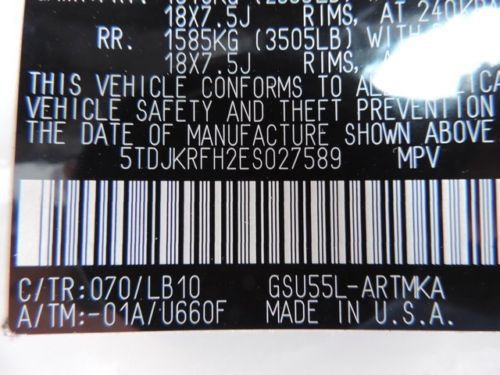 18X7.5J RIMS, AT 240KPA
RR. 1585KG (3505LB) WITH
18X7.5J RIMS,
THIS VEHICLE CONFORMS TO ALL
VEHICLE SAFETY AND THEFT PREVENTION
THE DATE OF MANUFACTURE SHOWN ABOVE
5TDJKRFH2ES027589 MPV
C/TR:070/LB10 GSU55L-ARTMKA
A/TM:-01A/U660F MADE IN U.S.A.